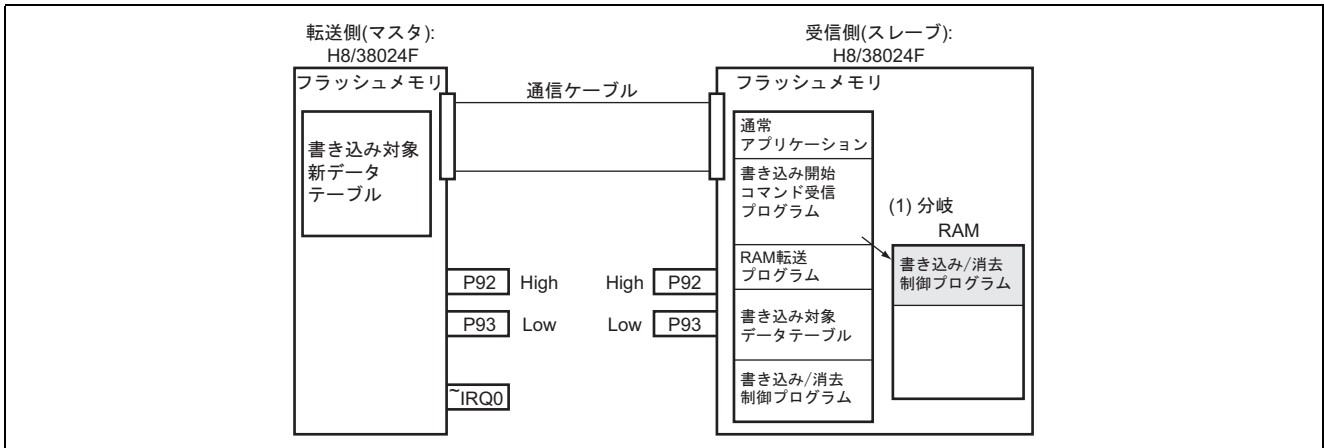 転送側(マスタ):
H8/38024F
フラッシュメモリ
書き込み対象
新データ
テーブル
通信ケーブル
P92 High
P93 Low
~IRQ0
受信側(スレーブ):
H8/38024F
フラッシュメモリ
通常
アプリケーション
書き込み開始
コマンド受信
プログラム
RAM転送
プログラム
書き込み対象
データテーブル
書き込み/消去
制御プログラム
High P92
Low P93
(1) 分岐
RAM
書き込み/消去
制御プログラム